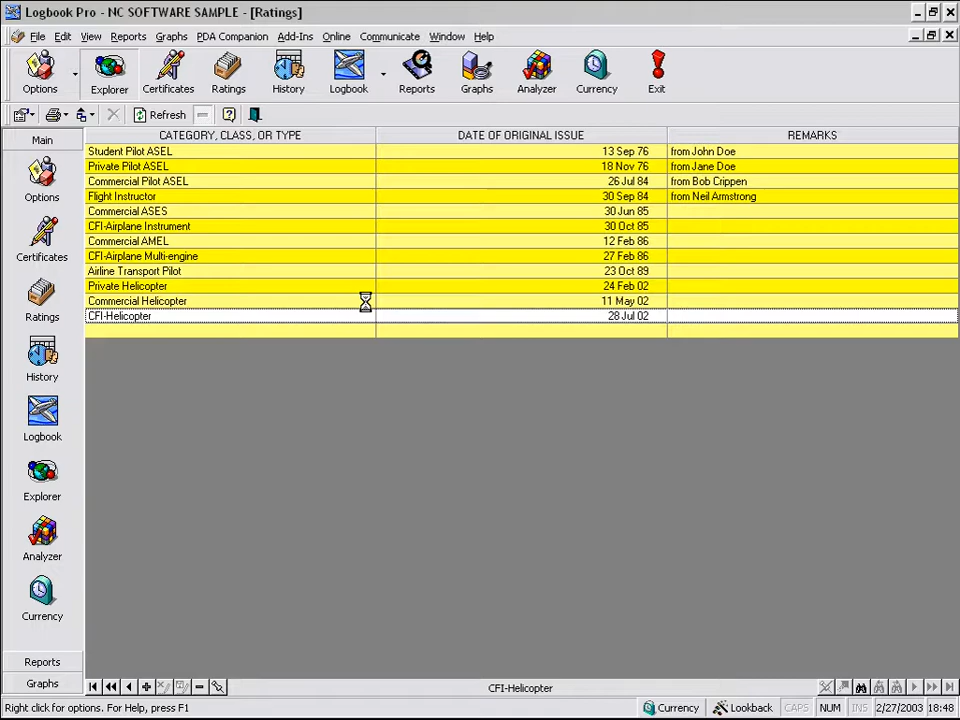 Logbook Pro - NC SOFTWARE SAMPLE - [Ratings]
File Edit View Reports Graphs PDA Companion Add-Ins Online Communicate Window Help
Options Explorer Certificates Ratings History Logbook Reports Graphs Analyzer Currency Exit
Refresh
Main
CATEGORY, CLASS, OR TYPE DATE OF ORIGINAL ISSUE REMARKS
Student Pilot ASEL 13 Sep 76 from John Doe
Private Pilot ASEL 18 Nov 76 from Jane Doe
Commercial Pilot ASEL 26 Jul 84 from Bob Crippen
Flight Instructor 30 Sep 84 from Neil Armstrong
Commercial ASES 30 Jun 85
CFI-Airplane Instrument 30 Oct 85
Commercial AMEL 12 Feb 86
CFI-Airplane Multi-engine 27 Feb 86
Airline Transport Pilot 23 Oct 89
Private Helicopter 24 Feb 02
Commercial Helicopter 11 May 02
CFI-Helicopter 28 Jul 02
Options
Certificates
Ratings
History
Logbook
Explorer
Analyzer
Currency
Reports
Graphs
CFI-Helicopter
Right click for options. For Help, press F1 Currency Lookback CAPS NUM INS 2/27/2003 18:48